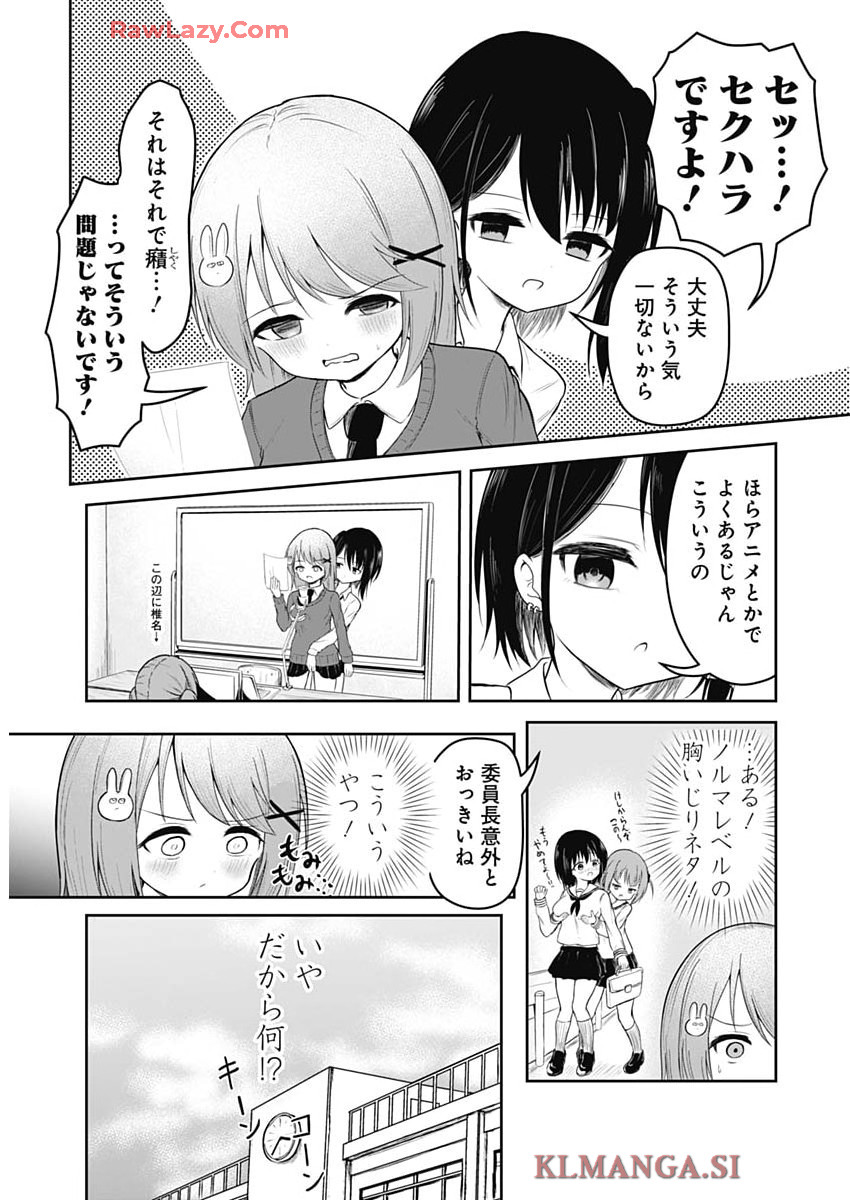 RawLazy.Com
セッ…！
セクハラ
ですよ！
大丈夫
そういう気
一切ないから
それはそれで癪…！
しゃく
…ってそういう
問題じゃないです！
ほらアニメとかで
よくあるじゃん
こういうの
この辺に椎名→
…ある！
ノルマレベルの
胸いじりネタ！
けしからんぞ
このー
もぅ
やめてよー
委員長意外と
おっきいね
こういう
やつ！
もみ
もみ…
いや
だから何!?
キーン
コーン
KLMANGA.SI